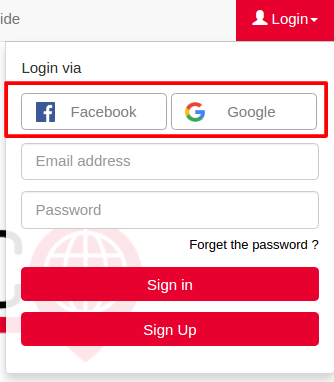 ide
Login
Login via
Facebook
Google
Email address
Password
Forget the password ?
Sign in
Sign Up